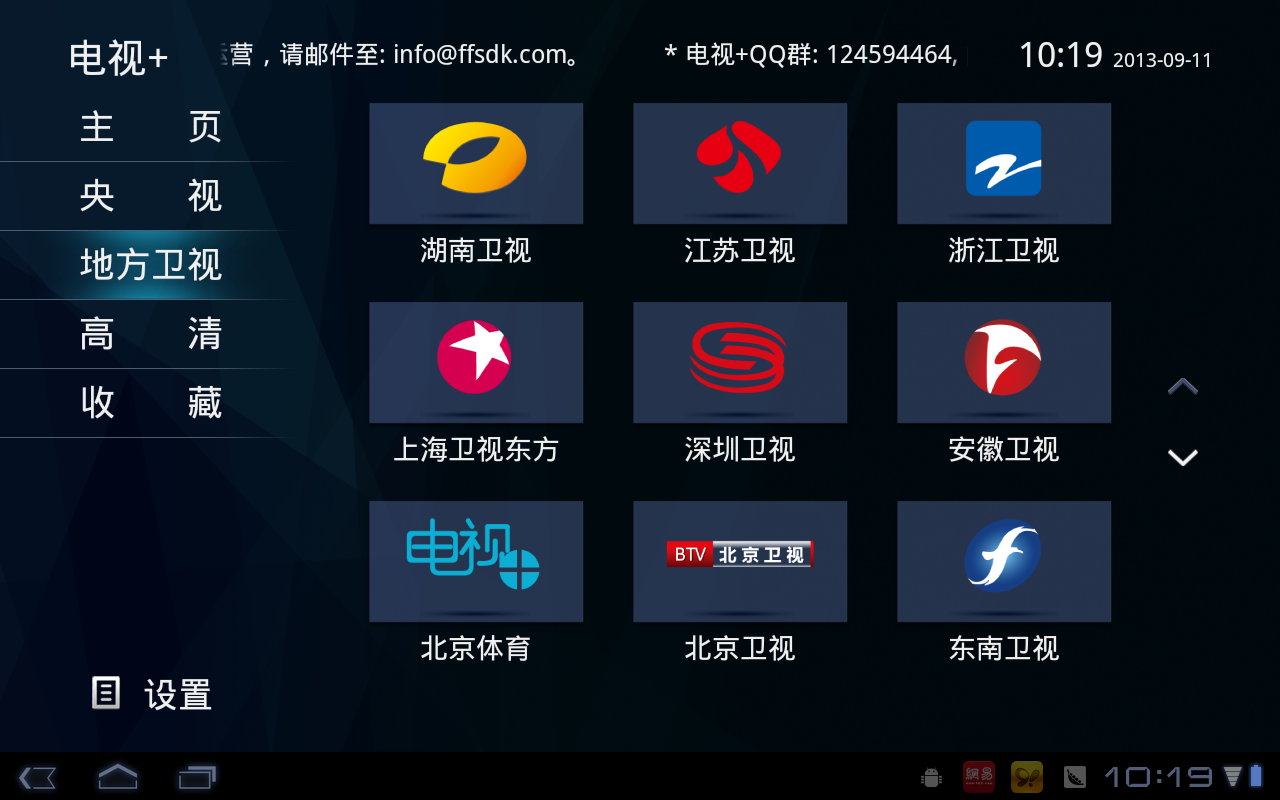 电视+ 营，请邮件至: info@ffsdk.com。 * 电视+QQ群: 124594464, 10:19 2013-09-11
主 页
央 视
地方卫视
高 清
收 藏
湖南卫视 江苏卫视 浙江卫视
上海卫视东方 深圳卫视 安徽卫视
电视
BTV 北京卫视
北京体育 北京卫视 东南卫视
设置
網易
10:19